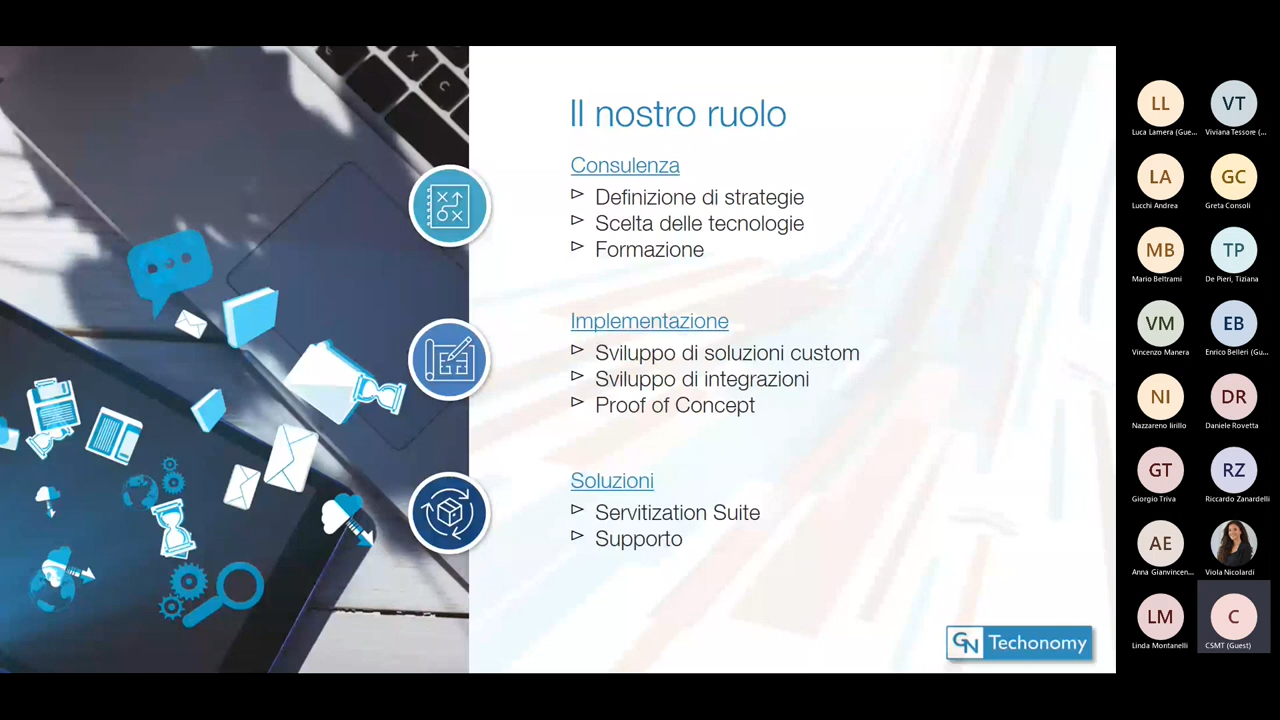 Il nostro ruolo
Consulenza
Definizione di strategie
Scelta delle tecnologie
Formazione
Implementazione
Sviluppo di soluzioni custom
Sviluppo di integrazioni
Proof of Concept
Soluzioni
Servitization Suite
Supporto
GN Techonomy
X
C
LL
Luca Lamera (Gue...
VT
Viviana Tessore (...
LA
Lucchi Andrea
GC
Greta Consoli
MB
Mario Beltrami
TP
De Pieri, Tiziana
VM
Vincenzo Manera
EB
Enrico Belleri (Gu...
NI
Nazzareno Iirillo
DR
Daniele Rovetta
GT
Giorgio Triva
RZ
Riccardo Zanardelli
AE
Anna Gianvincen...
Viola Nicolardi
LM
Linda Montanelli
C
CSMT (Guest)